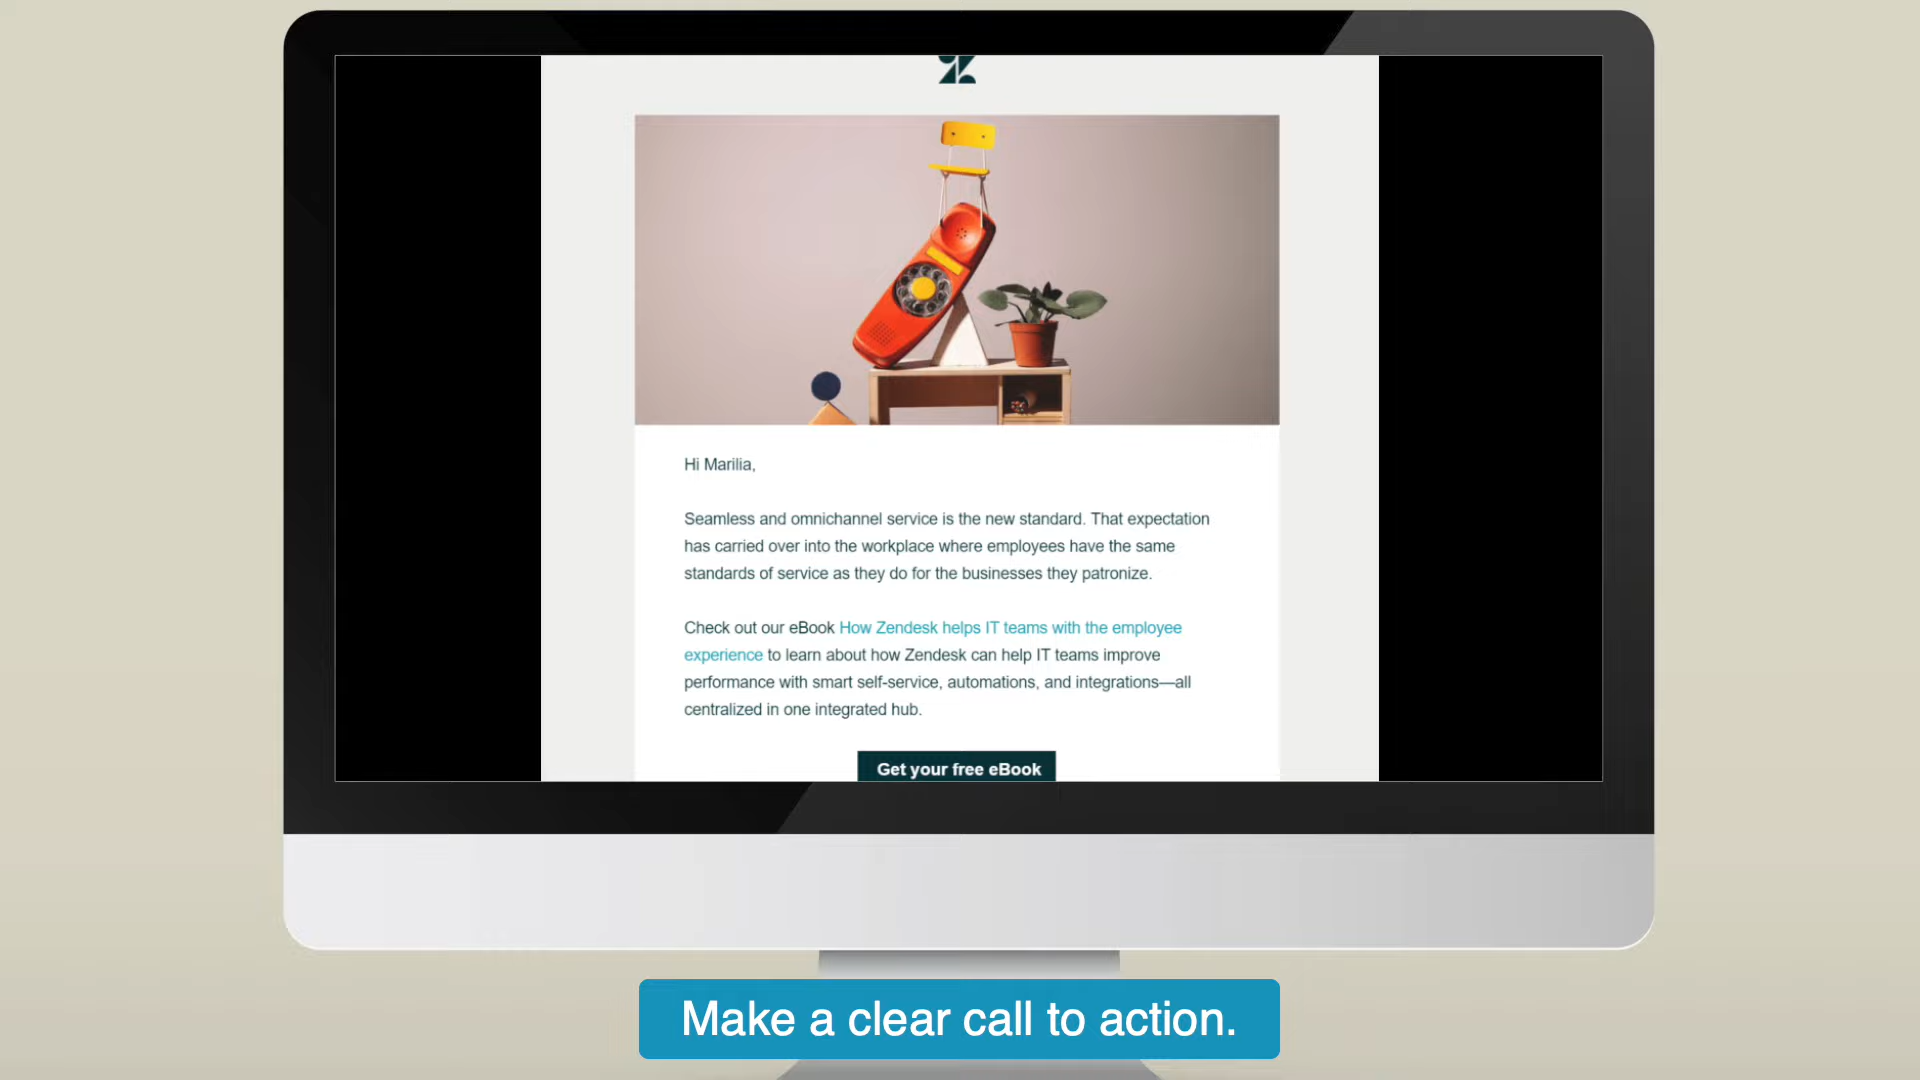 Hi Marilia,
Seamless and omnichannel service is the new standard. That expectation
has carried over into the workplace where employees have the same
standards of service as they do for the businesses they patronize.
Check out our eBook How Zendesk helps IT teams with the employee
experience to learn about how Zendesk can help IT teams improve
performance with smart self-service, automations, and integrations—all
centralized in one integrated hub.
Get your free eBook
Make a clear call to action.